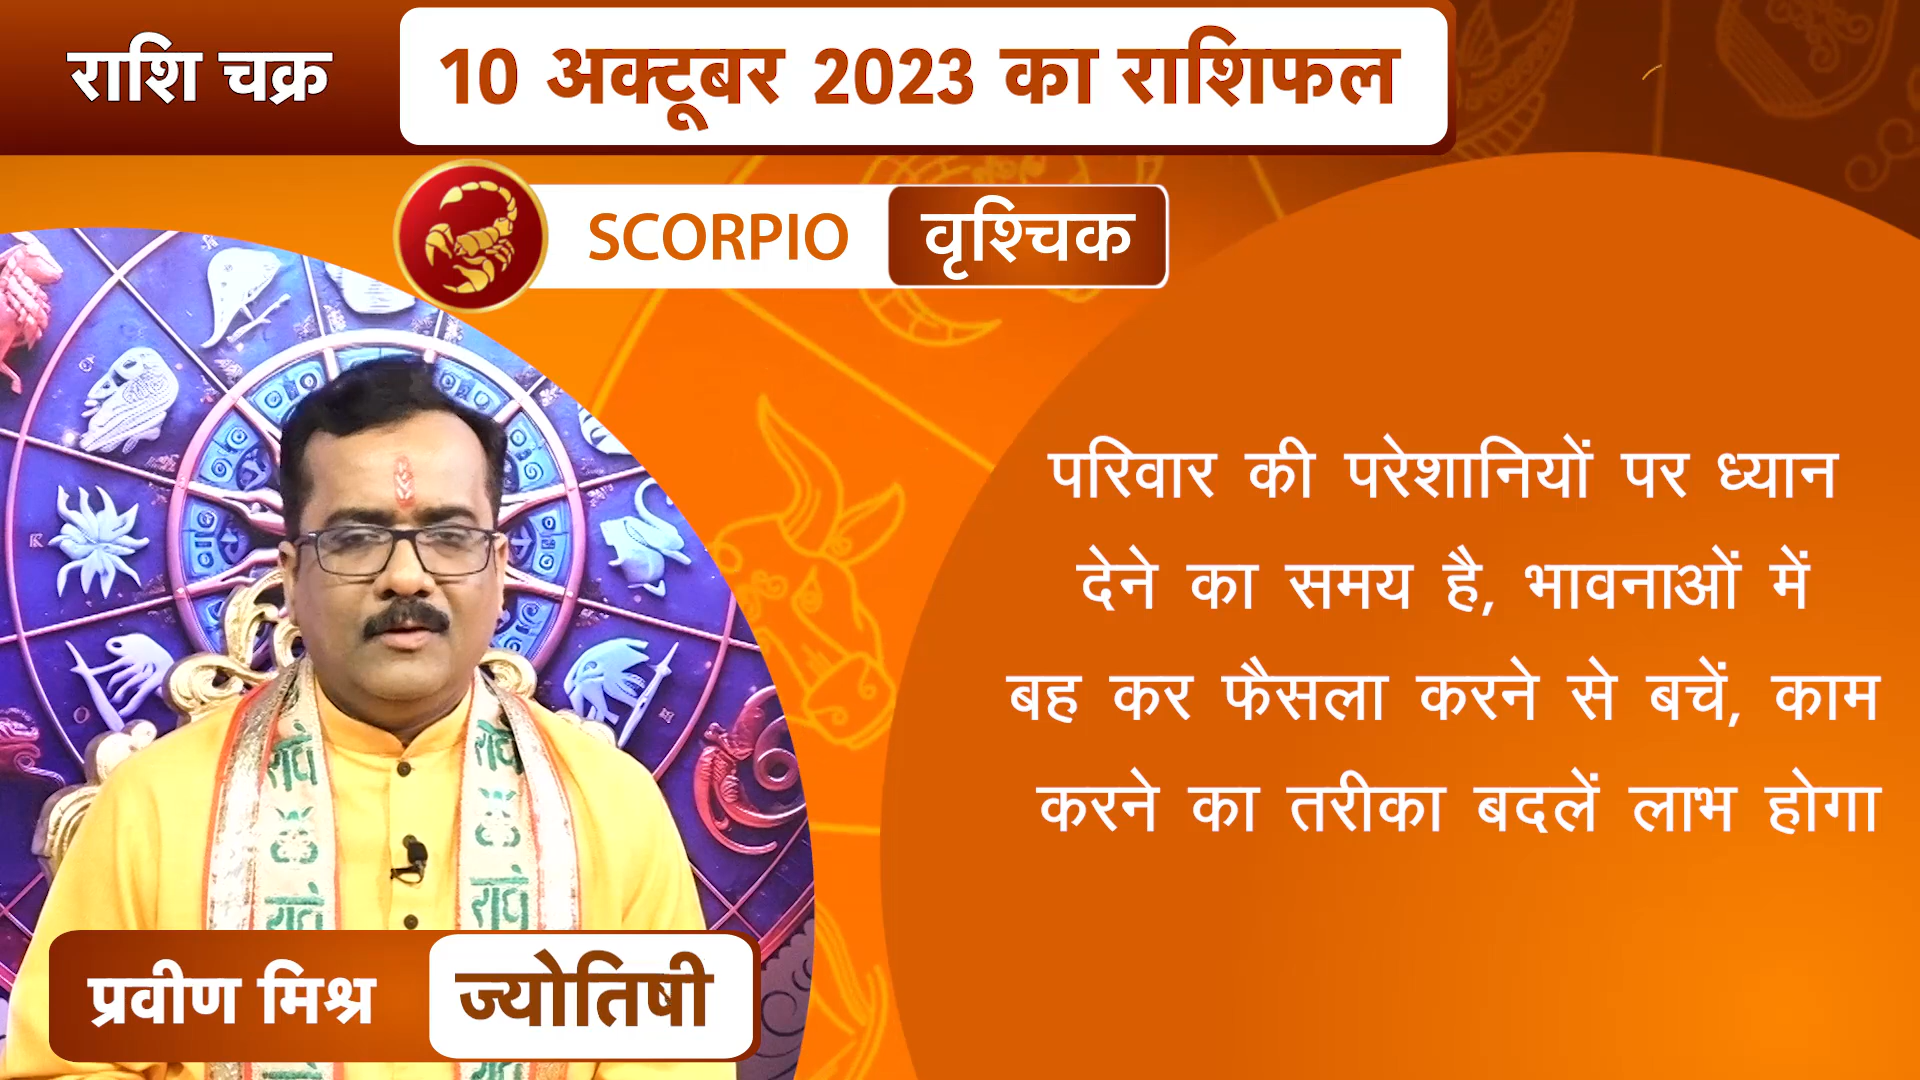 राशि चक्र
10 अक्टूबर 2023 का राशिफल
SCORPIO वृश्चिक
परिवार की परेशानियों पर ध्यान
देने का समय है, भावनाओं में
बह कर फैसला करने से बचें, काम
करने का तरीका बदलें लाभ होगा
राधे राधे
राधे राधे
प्रवीण मिश्र ज्योतिषी